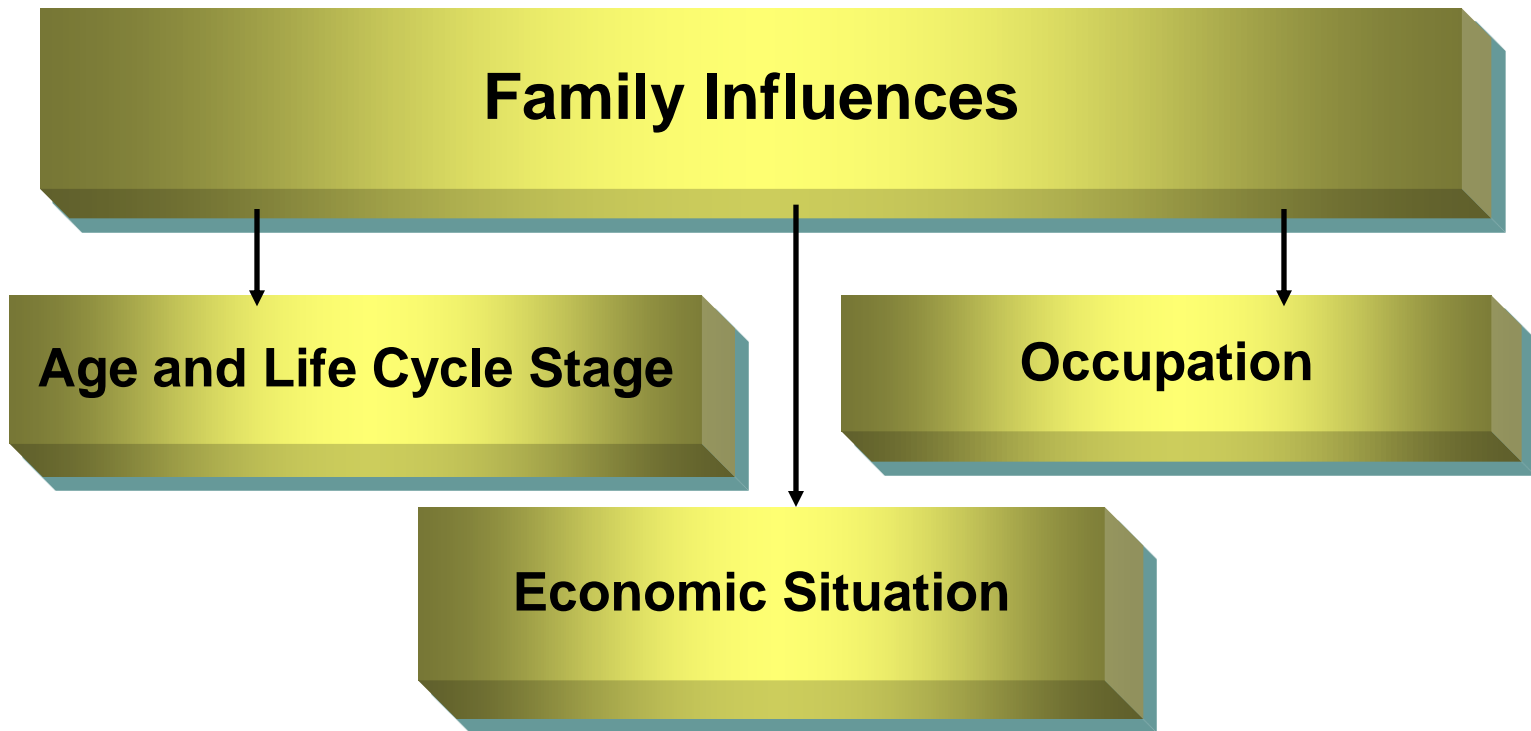 Family Influences
Age and Life Cycle Stage
Occupation
Economic Situation